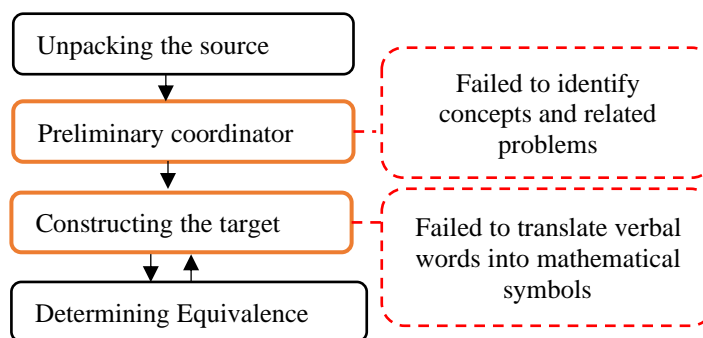 Unpacking the source
Preliminary coordinator
Failed to identify
concepts and related
problems
Constructing the target
Failed to translate verbal
words into mathematical
symbols
Determining Equivalence